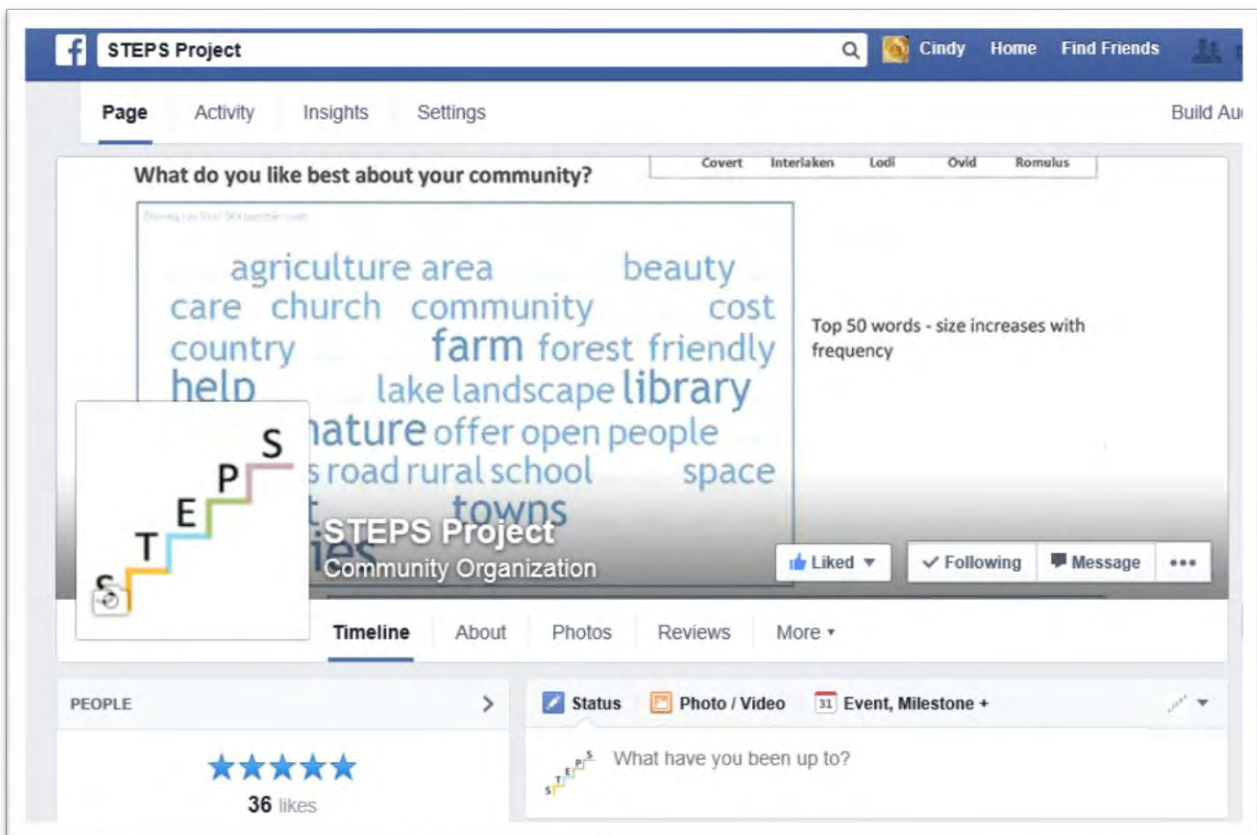 f STEPS Project Cindy Home Find Friends
Page Activity Insights Settings Build Au
Covert Interlaken Lodi Ovid Romulus
What do you like best about your community?
agriculture area beauty
care church community cost
country farm forest friendly
help lake landscape library
nature offer open people
s road rural school space
t towns
ies
Top 50 words - size increases with
frequency
S T E P S
STEPS Project
Community Organization
Liked Following Message
Timeline About Photos Reviews More
PEOPLE
36 likes
Status Photo / Video 31 Event, Milestone +
S T E P S
What have you been up to?